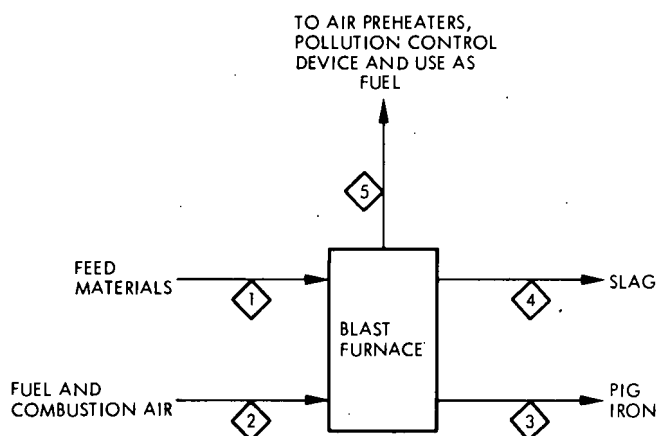 TO AIR PREHEATERS,
POLLUTION CONTROL
DEVICE AND USE AS
FUEL
5
FEED
MATERIALS
1
4
SLAG
BLAST
FURNACE
FUEL AND
COMBUSTION AIR
2
3
PIG
IRON